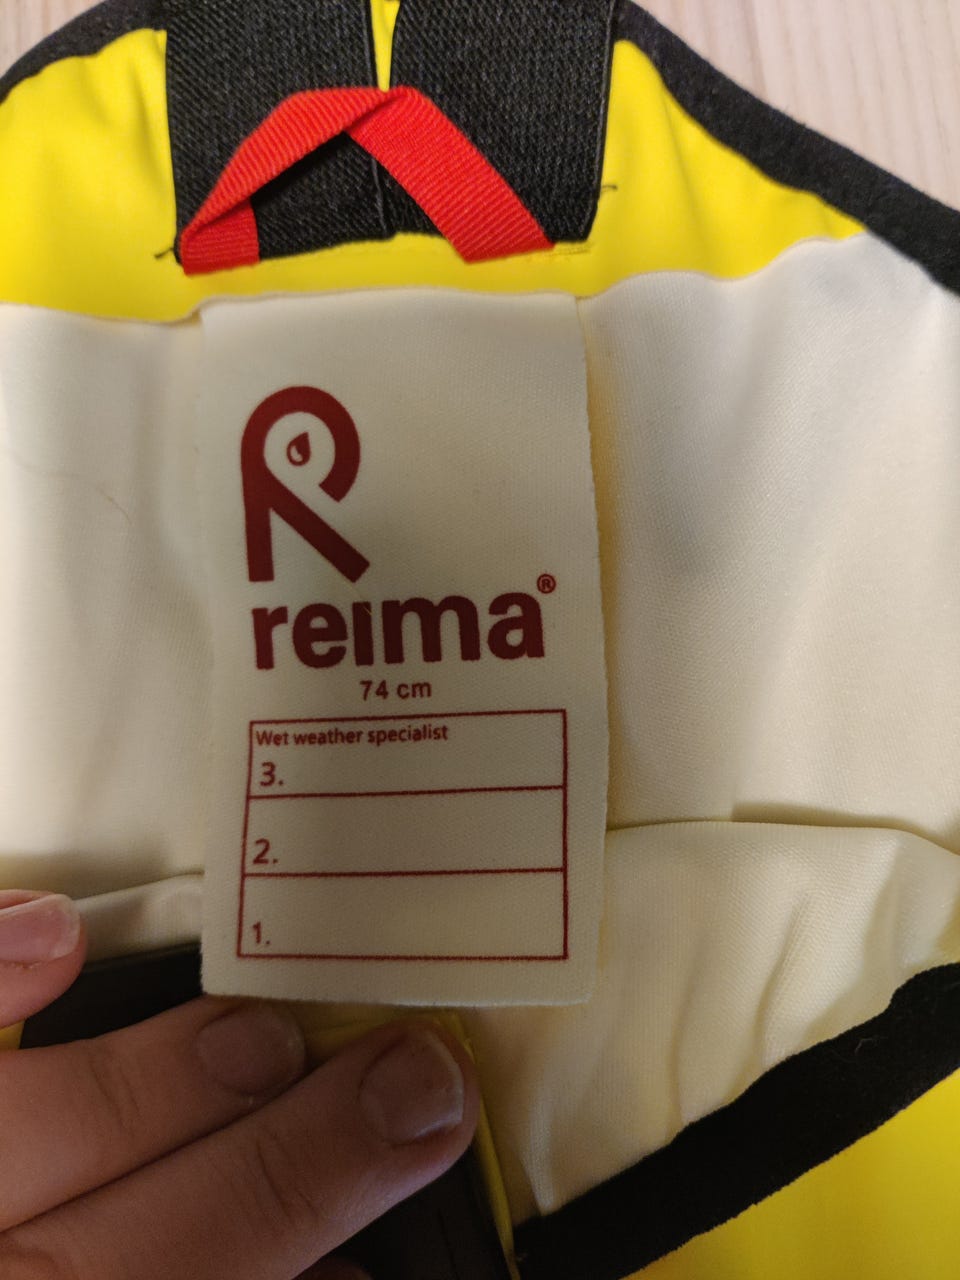 reima®
74 cm
Wet weather specialist
3.
2.
1.